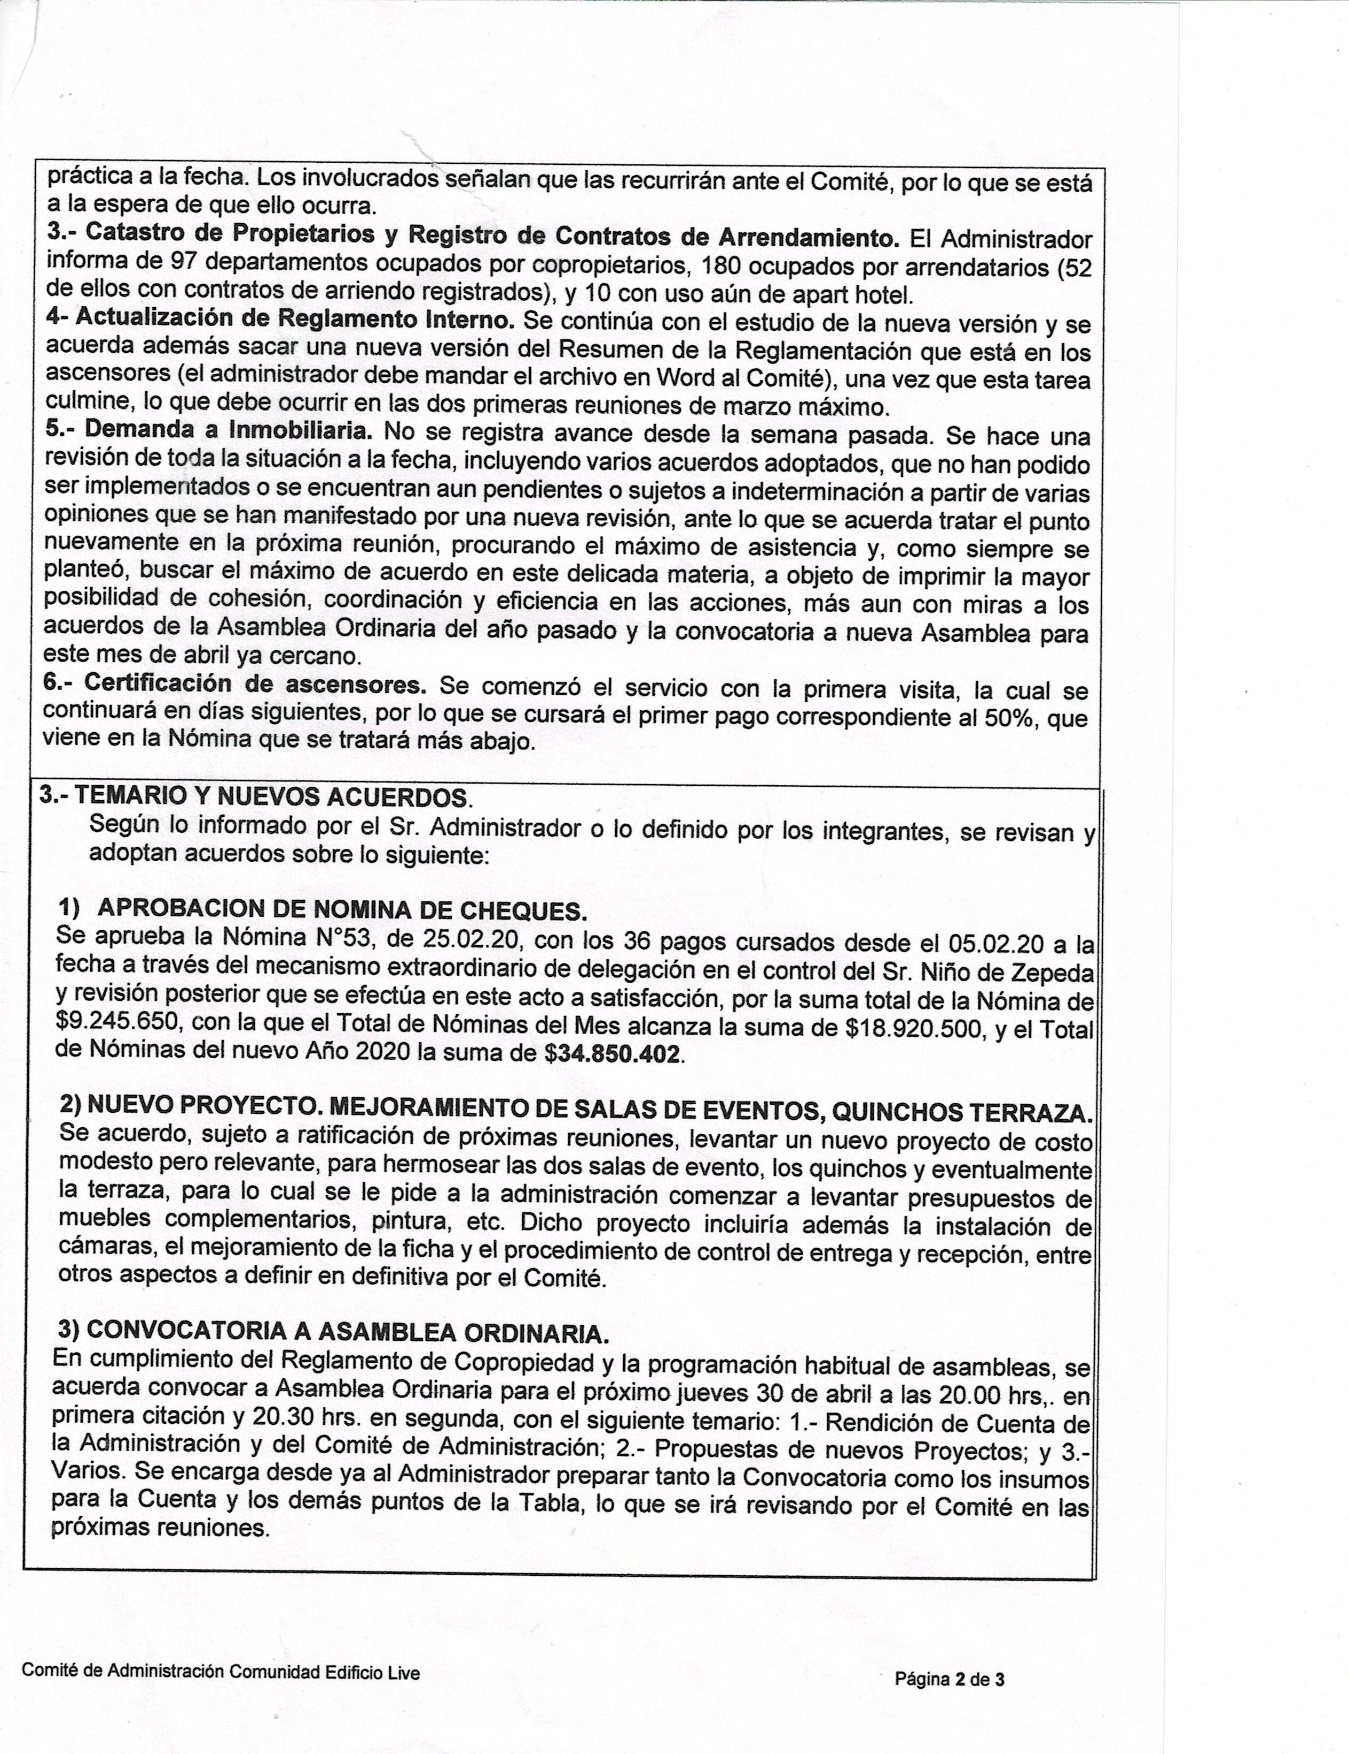 práctica a la fecha. Los involucrados señalan que las recurrirán ante el Comité, por lo que se está
a la espera de que ello ocurra.
3.- Catastro de Propietarios y Registro de Contratos de Arrendamiento. El Administrador
informa de 97 departamentos ocupados por copropietarios, 180 ocupados por arrendatarios (52
de ellos con contratos de arriendo registrados), y 10 con uso aún de apart hotel.
4- Actualización de Reglamento Interno. Se continúa con el estudio de la nueva versión y se
acuerda además sacar una nueva versión del Resumen de la Reglamentación que está en los
ascensores (el administrador debe mandar el archivo en Word al Comité), una vez que esta tarea
culmine, lo que debe ocurrir en las dos primeras reuniones de marzo máximo.
5.- Demanda a Inmobiliaria. No se registra avance desde la semana pasada. Se hace una
revisión de toda la situación a la fecha, incluyendo varios acuerdos adoptados, que no han podido
ser implementados o se encuentran aun pendientes o sujetos a indeterminación a partir de varias
opiniones que se han manifestado por una nueva revisión, ante lo que se acuerda tratar el punto
nuevamente en la próxima reunión, procurando el máximo de asistencia y, como siempre se
planteó, buscar el máximo de acuerdo en este delicada materia, a objeto de imprimir la mayor
posibilidad de cohesión, coordinación y eficiencia en las acciones, más aun con miras a los
acuerdos de la Asamblea Ordinaria del año pasado y la convocatoria a nueva Asamblea para
este mes de abril ya cercano.
6.- Certificación de ascensores. Se comenzó el servicio con la primera visita, la cual se
continuará en días siguientes, por lo que se cursará el primer pago correspondiente al 50%, que
viene en la Nómina que se tratará más abajo.
3.- TEMARIO Y NUEVOS ACUERDOS.
Según lo informado por el Sr. Administrador o lo definido por los integrantes, se revisan y
adoptan acuerdos sobre lo siguiente:
1) APROBACION DE NOMINA DE CHEQUES.
Se aprueba la Nómina N°53, de 25.02.20, con los 36 pagos cursados desde el 05.02.20 a la
fecha a través del mecanismo extraordinario de delegación en el control del Sr. Niño de Zepeda
y revisión posterior que se efectúa en este acto a satisfacción, por la suma total de la Nómina de
$9.245.650, con la que el Total de Nóminas del Mes alcanza la suma de $18.920.500, y el Total
de Nóminas del nuevo Año 2020 la suma de $34.850.402.
2) NUEVO PROYECTO. MEJORAMIENTO DE SALAS DE EVENTOS, QUINCHOS TERRAZA.
Se acuerdo, sujeto a ratificación de próximas reuniones, levantar un nuevo proyecto de costo
modesto pero relevante, para hermosear las dos salas de evento, los quinchos y eventualmente
la terraza, para lo cual se le pide a la administración comenzar a levantar presupuestos de
muebles complementarios, pintura, etc. Dicho proyecto incluiría además la instalación de
cámaras, el mejoramiento de la ficha y el procedimiento de control de entrega y recepción, entre
otros aspectos a definir en definitiva por el Comité.
3) CONVOCATORIA A ASAMBLEA ORDINARIA.
En cumplimiento del Reglamento de Copropiedad y la programación habitual de asambleas, se
acuerda convocar a Asamblea Ordinaria para el próximo jueves 30 de abril a las 20.00 hrs,. en
primera citación y 20.30 hrs. en segunda, con el siguiente temario: 1.- Rendición de Cuenta de
la Administración y del Comité de Administración; 2.- Propuestas de nuevos Proyectos; y 3.-
Varios. Se encarga desde ya al Administrador preparar tanto la Convocatoria como los insumos
para la Cuenta y los demás puntos de la Tabla, lo que se irá revisando por el Comité en las
próximas reuniones.
Comité de Administración Comunidad Edificio Live
Página 2 de 3